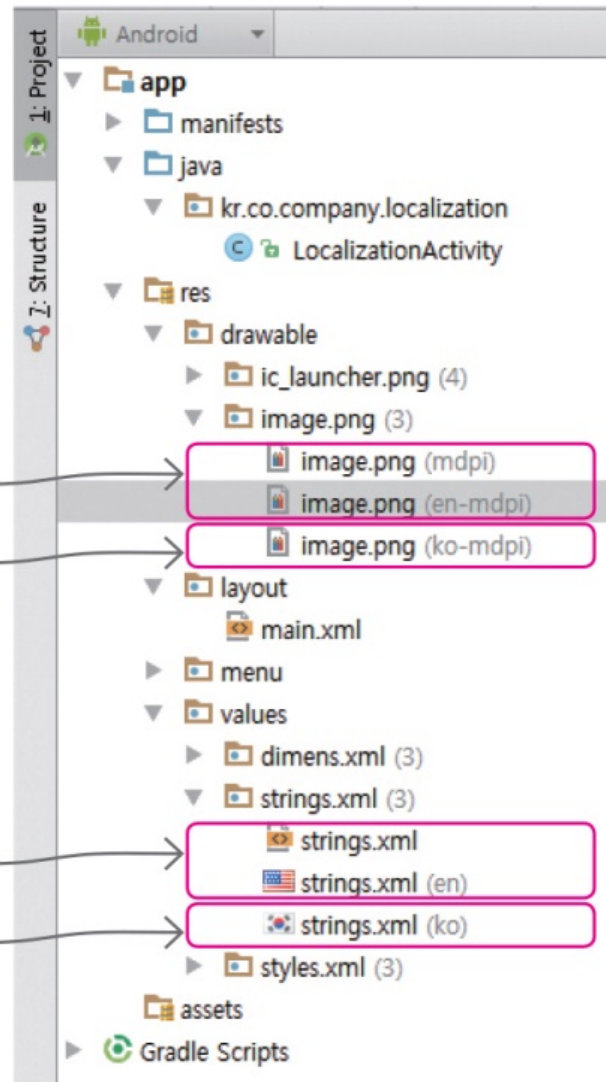 Android
1: Project
7: Structure
app
manifests
java
kr.co.company.localization
LocalizationActivity
res
drawable
ic_launcher.png (4)
image.png (3)
image.png (mdpi)
image.png (en-mdpi)
image.png (ko-mdpi)
layout
main.xml
menu
values
dimens.xml (3)
strings.xml (3)
strings.xml
strings.xml (en)
strings.xml (ko)
styles.xml (3)
assets
Gradle Scripts